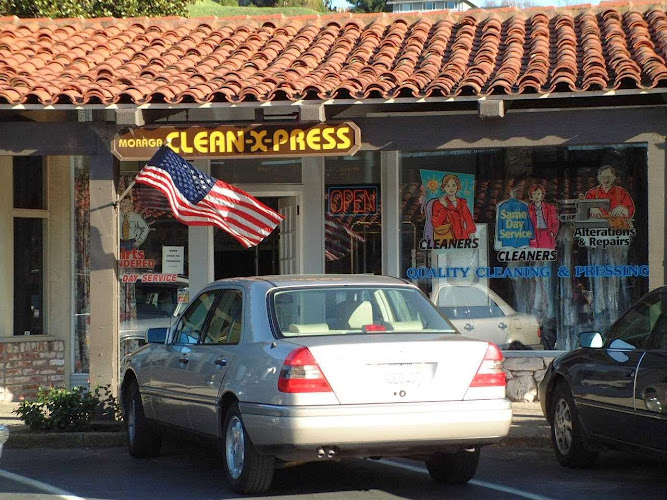 MORAGA CLEAN-X-PRESS
OPEN
CLEANERS
Same
Day
Service
CLEANERS
Alterations
& Repairs
QUALITY CLEANING & PRESSING
DAY SERVICE